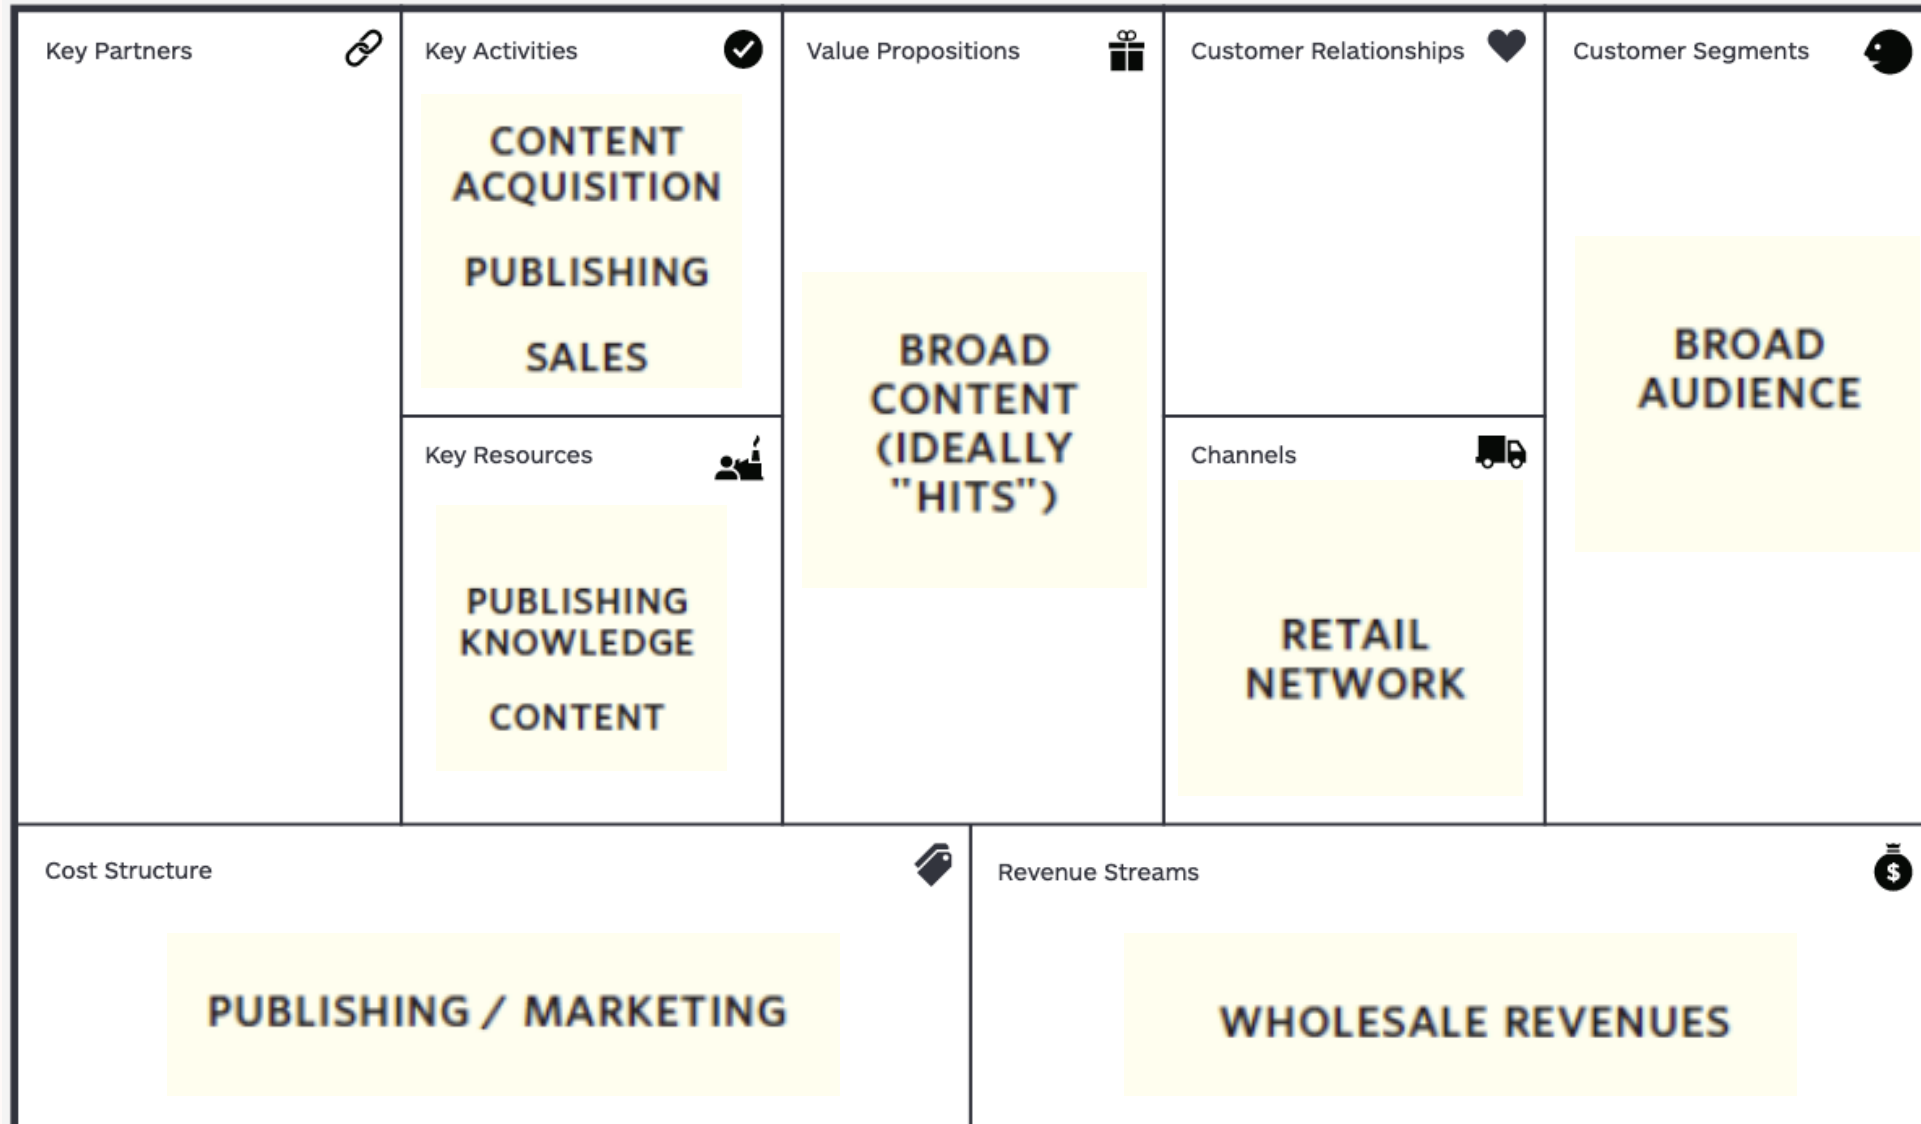 Key Partners
Key Activities
CONTENT
ACQUISITION
PUBLISHING
SALES
Key Resources
PUBLISHING
KNOWLEDGE
CONTENT
Value Propositions
BROAD
CONTENT
(IDEALLY
"HITS")
Customer Relationships
Channels
RETAIL
NETWORK
Customer Segments
BROAD
AUDIENCE
Cost Structure
PUBLISHING / MARKETING
Revenue Streams
$
WHOLESALE REVENUES